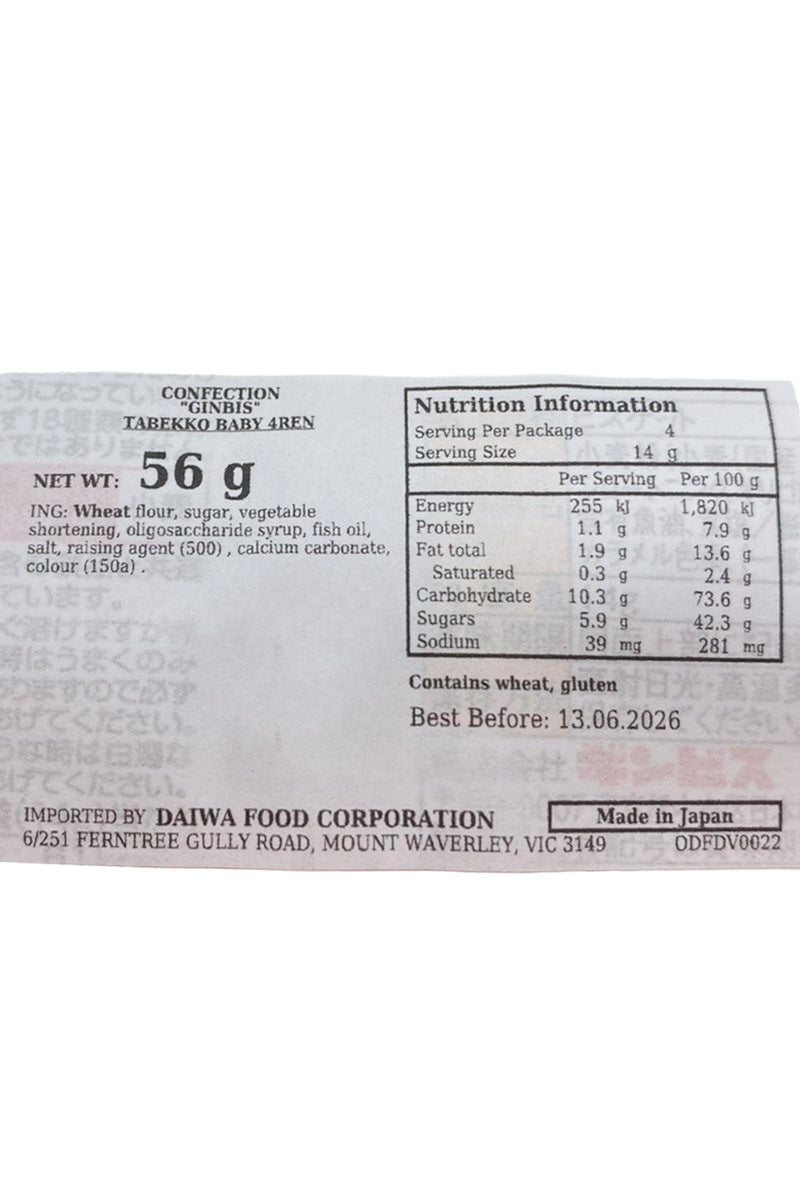 CONFECTION
"GINBIS"
TABEKKO BABY 4REN
NET WT: 56 g
ING: Wheat flour, sugar, vegetable
shortening, oligosaccharide syrup, fish oil,
salt, raising agent (500) , calcium carbonate,
colour (150a) .
Nutrition Information
Serving Per Package 4
Serving Size 14 g
Per Serving Per 100 g
Energy 255 kJ 1,820 kJ
Protein 1.1 g 7.9 g
Fat total 1.9 g 13.6 g
Saturated 0.3 g 2.4 g
Carbohydrate 10.3 g 73.6 g
Sugars 5.9 g 42.3 g
Sodium 39 mg 281 mg
Contains wheat, gluten
Best Before: 13.06.2026
IMPORTED BY DAIWA FOOD CORPORATION
6/251 FERNTREE GULLY ROAD, MOUNT WAVERLEY, VIC 3149
Made in Japan
ODFDV0022